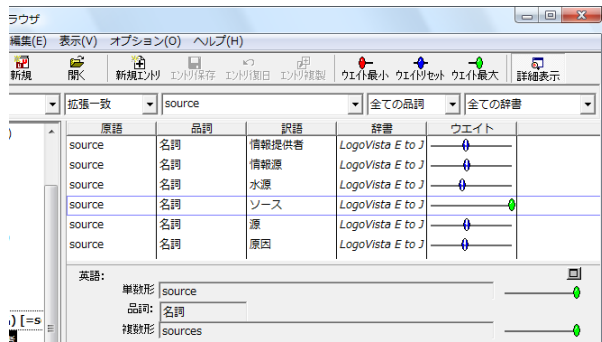 ラウザ
編集(E) 表示(V) オプション(O) ヘルプ(H)
新規 開く 新規エントリ エントリ保存 エントリ復旧 エントリ複製 ウエイト最小 ウエイトリセット ウエイト最大 詳細表示
拡張一致 source 全ての品詞 全ての辞書
原語 品詞 訳語 辞書 ウエイト
source 名詞 情報提供者 LogoVista E to J
source 名詞 情報源 LogoVista E to J
source 名詞 水源 LogoVista E to J
source 名詞 ソース LogoVista E to J
source 名詞 源 LogoVista E to J
source 名詞 原因 LogoVista E to J
英語:
単数形 source
品詞: 名詞
) [=s
複数形 sources